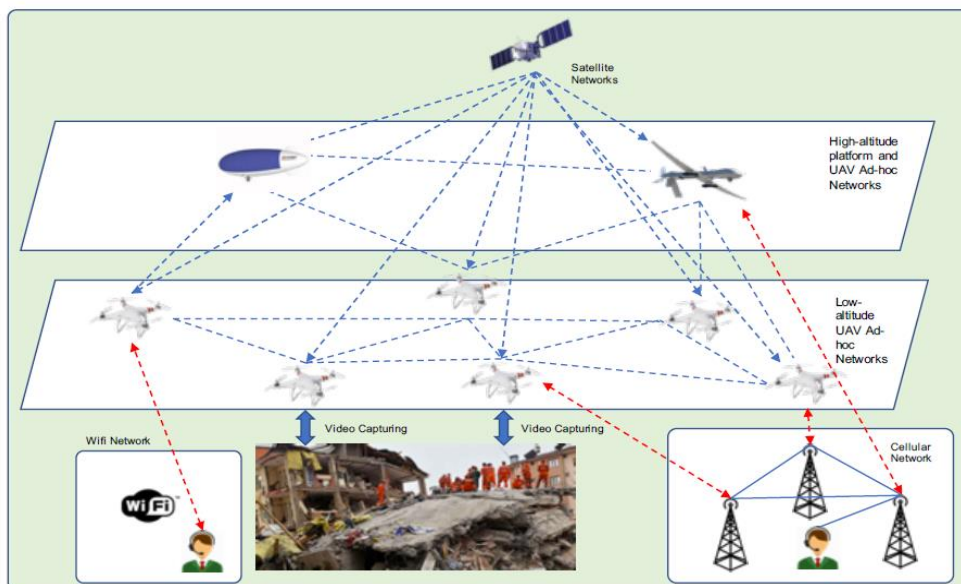 Satellite
Networks
High-altitude
platform and
UAV Ad-hoc
Networks
Low-
altitude
UAV Ad-
hoc
Networks
Video Capturing
Video Capturing
Wifi Network
Cellular
Network
WiFi